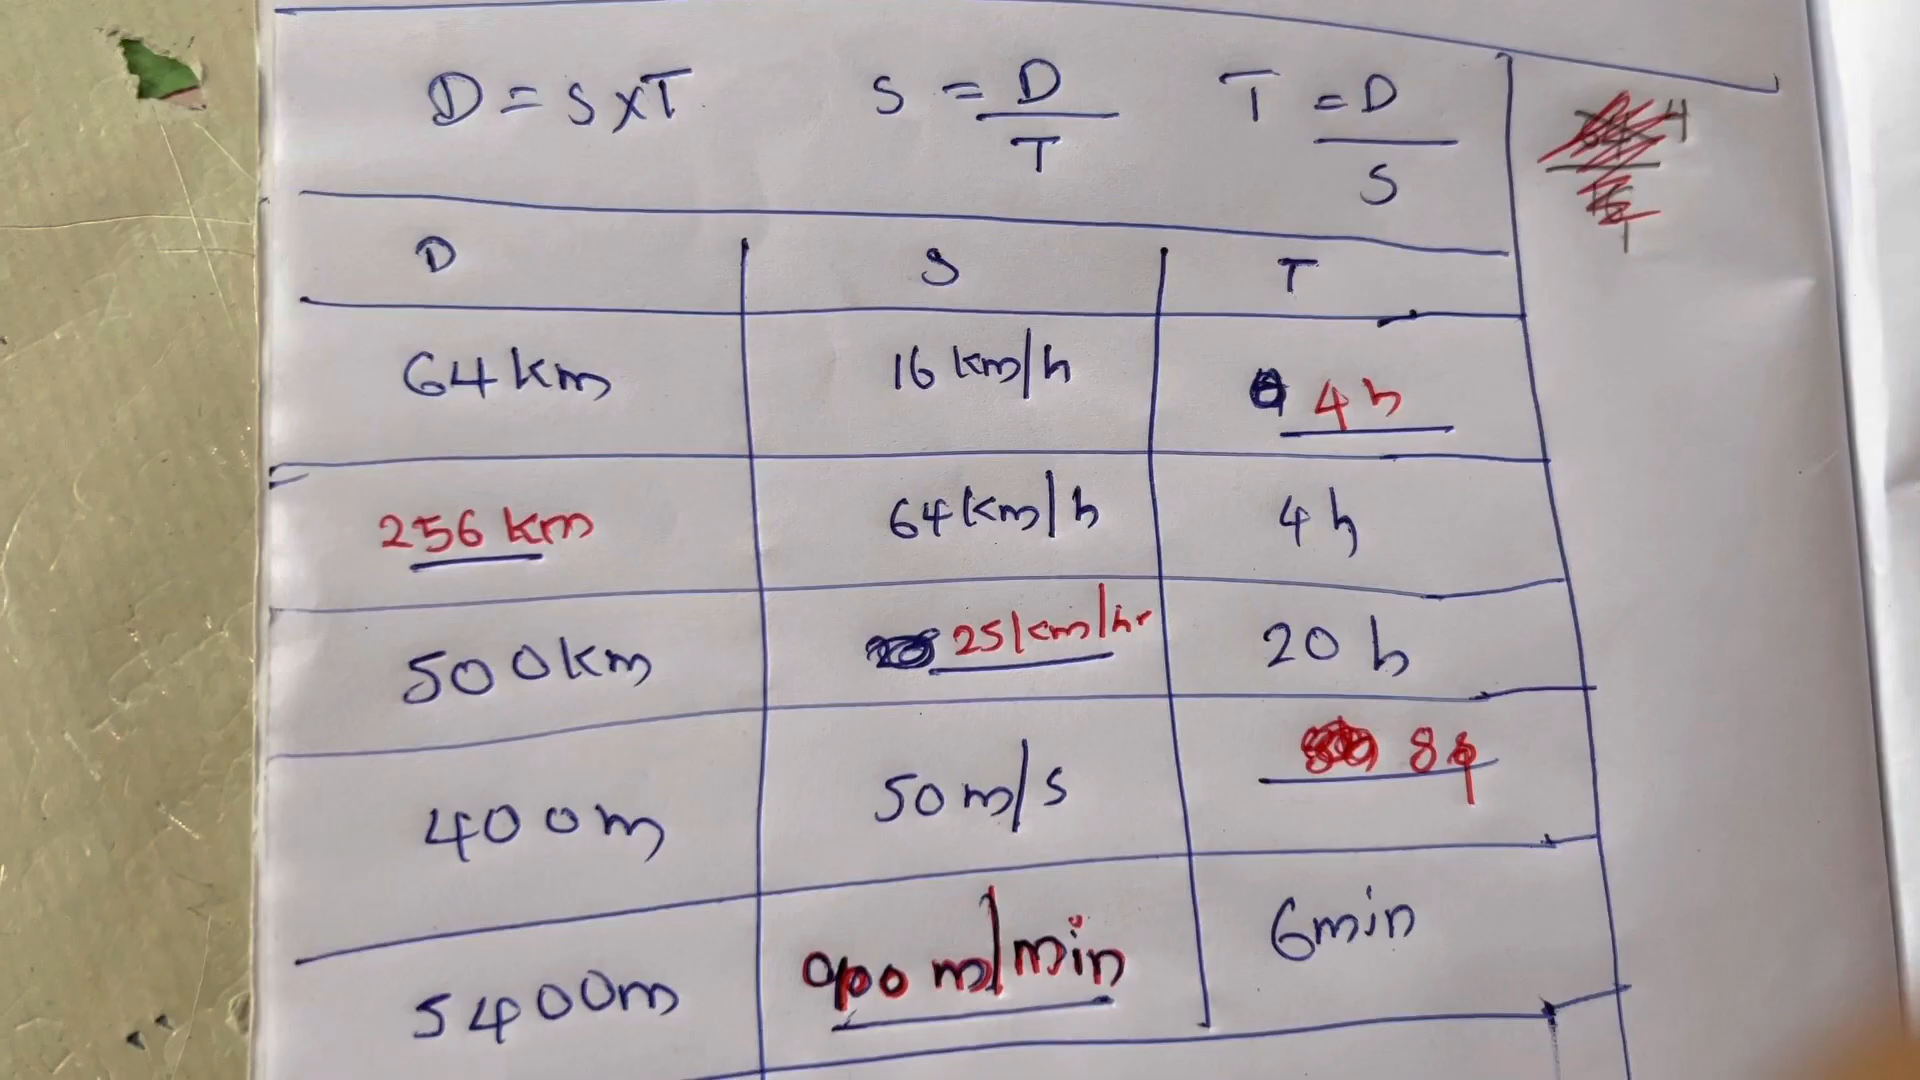 D = S x T S = D/T T = D/S
D S T
64 km 16 km/h 4 h
256 km 64 km/h 4 h
500 km 25 km/hr 20 h
400 m 50 m/s 8
5400 m 900 m/min 6 min